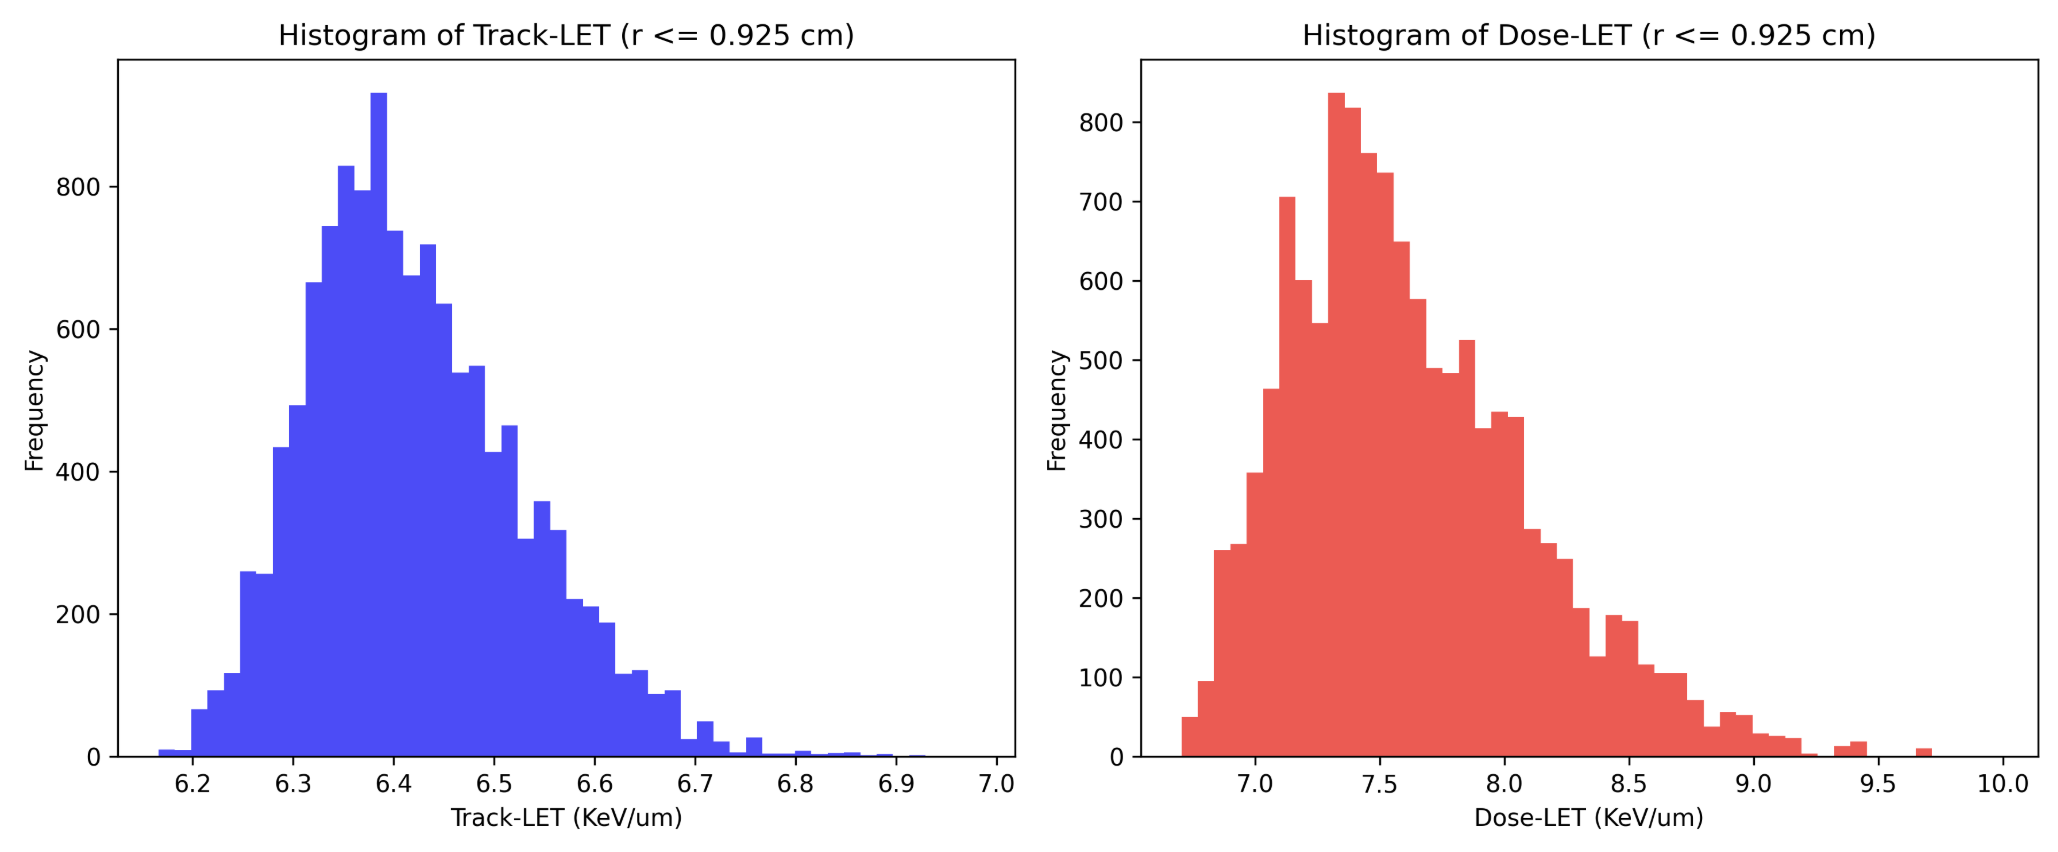 Histogram of Track-LET (r <= 0.925 cm)
Frequency
800
600
400
200
0
6.2 6.3 6.4 6.5 6.6 6.7 6.8 6.9 7.0
Track-LET (KeV/um)
Histogram of Dose-LET (r <= 0.925 cm)
Frequency
800
700
600
500
400
300
200
100
0
7.0 7.5 8.0 8.5 9.0 9.5 10.0
Dose-LET (KeV/um)